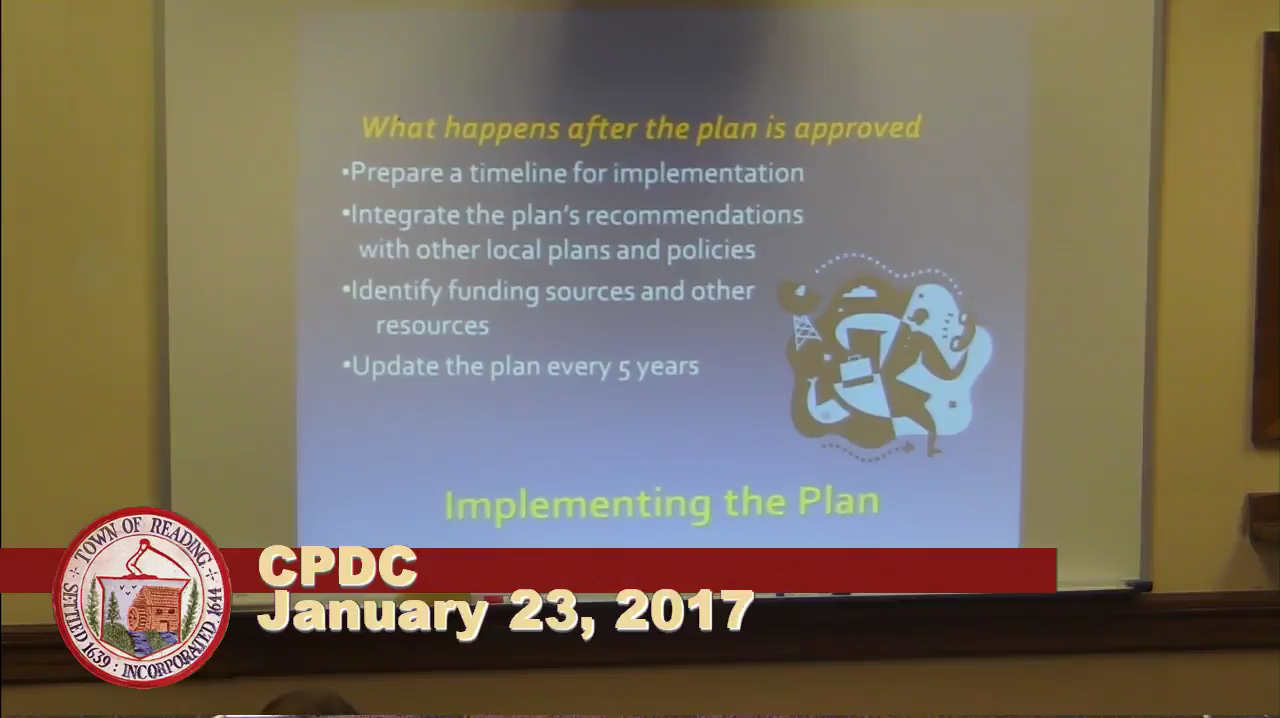 What happens after the plan is approved
•Prepare a timeline for implementation
•Integrate the plan's recommendations
with other local plans and policies
•Identify funding sources and other
resources
•Update the plan every 5 years
Implementing the Plan
TOWN OF READING
SETTLED 1639 : INCORPORATED 1644
CPDC
January 23, 2017